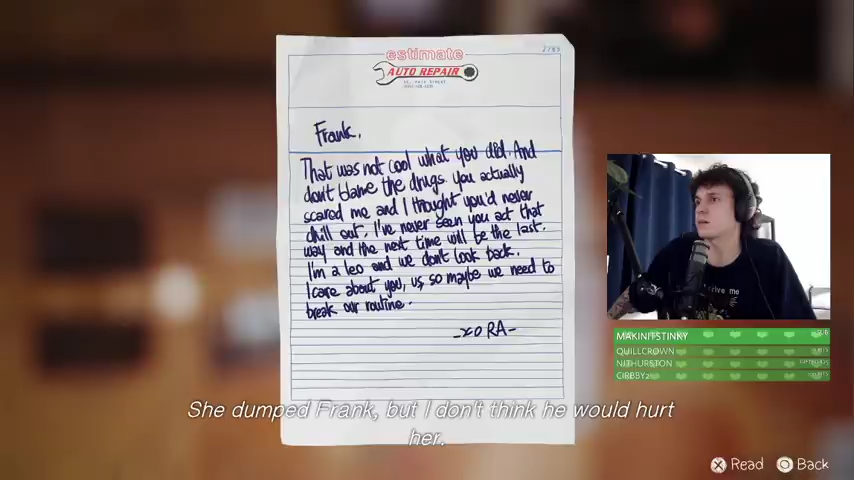 estimate
AUTO REPAIR
Frank,
That was not cool what you did. And
don't blame the drugs. You actually
scared me and I thought you'd never
chill out. I've never seen you act that
way and the next time will be the last.
I'm a leo and we don't look back.
I care about you, us, so maybe we need to
break our routine.
-xo RA-
She dumped Frank, but I don't think he would hurt
her.
MAKINITSTINKY
QUILLCROWN
NJTHURSTON
Read
Back